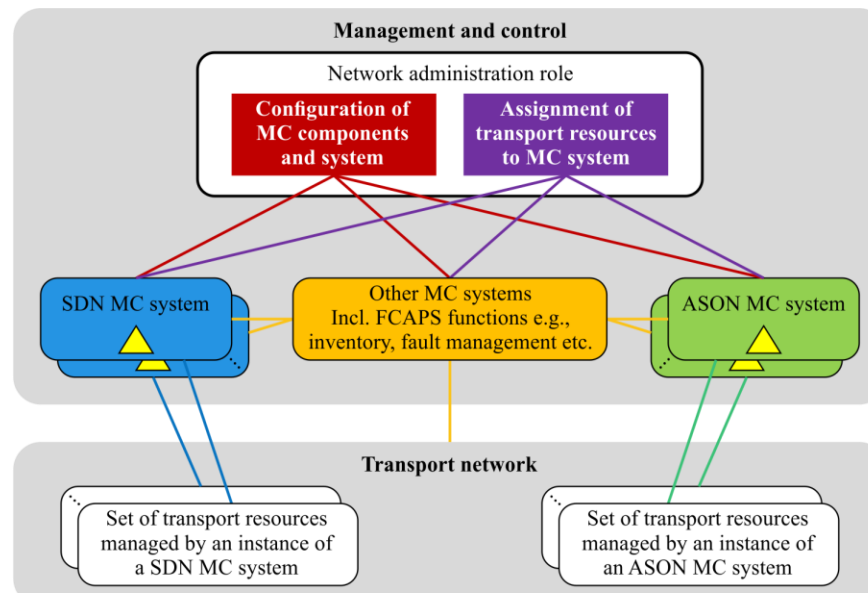 Management and control
Network administration role
Configuration of
MC components
and system
Assignment of
transport resources
to MC system
SDN MC system
Other MC systems
Incl. FCAPS functions e.g.,
inventory, fault management etc.
ASON MC system
Transport network
Set of transport resources
managed by an instance of
a SDN MC system
Set of transport resources
managed by an instance of
an ASON MC system